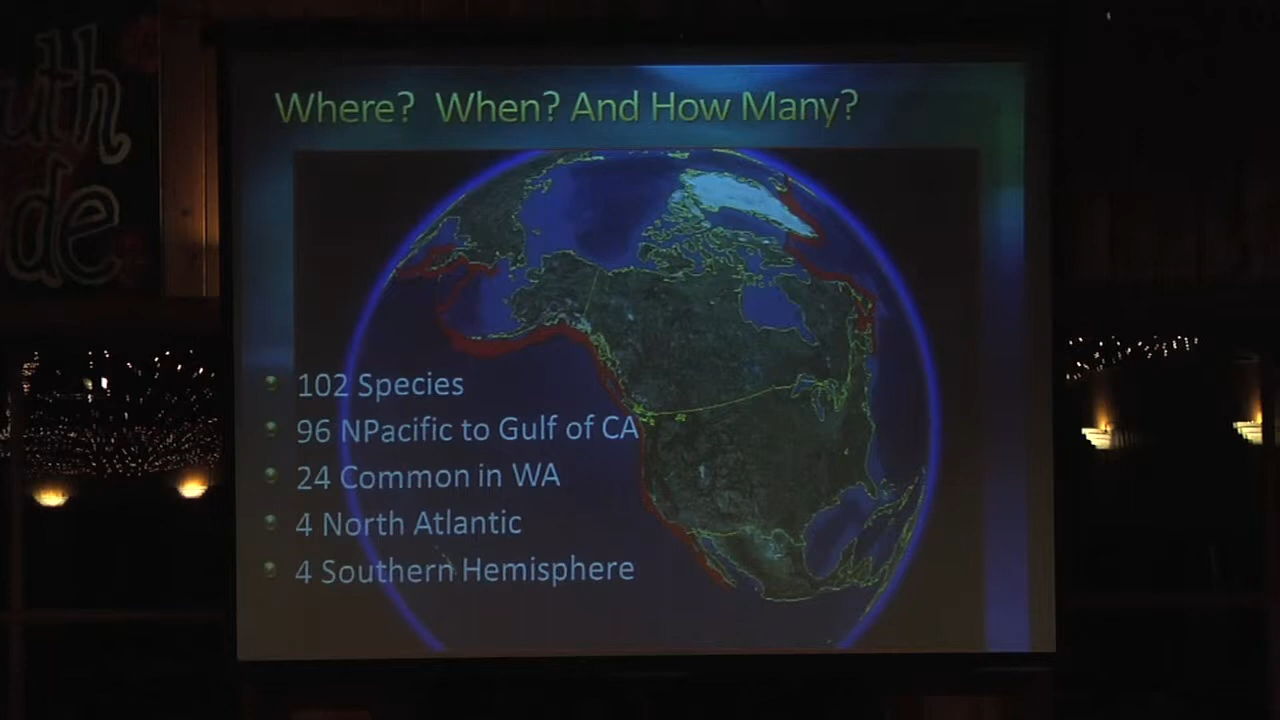 Where? When? And How Many?
102 Species
96 NPacific to Gulf of CA
24 Common in WA
4 North Atlantic
4 Southern Hemisphere